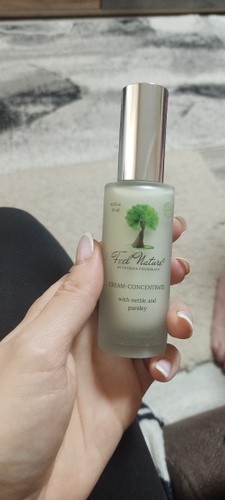 Feel Nature
CREAM-CONCENTRATE
with nettle and
parsley